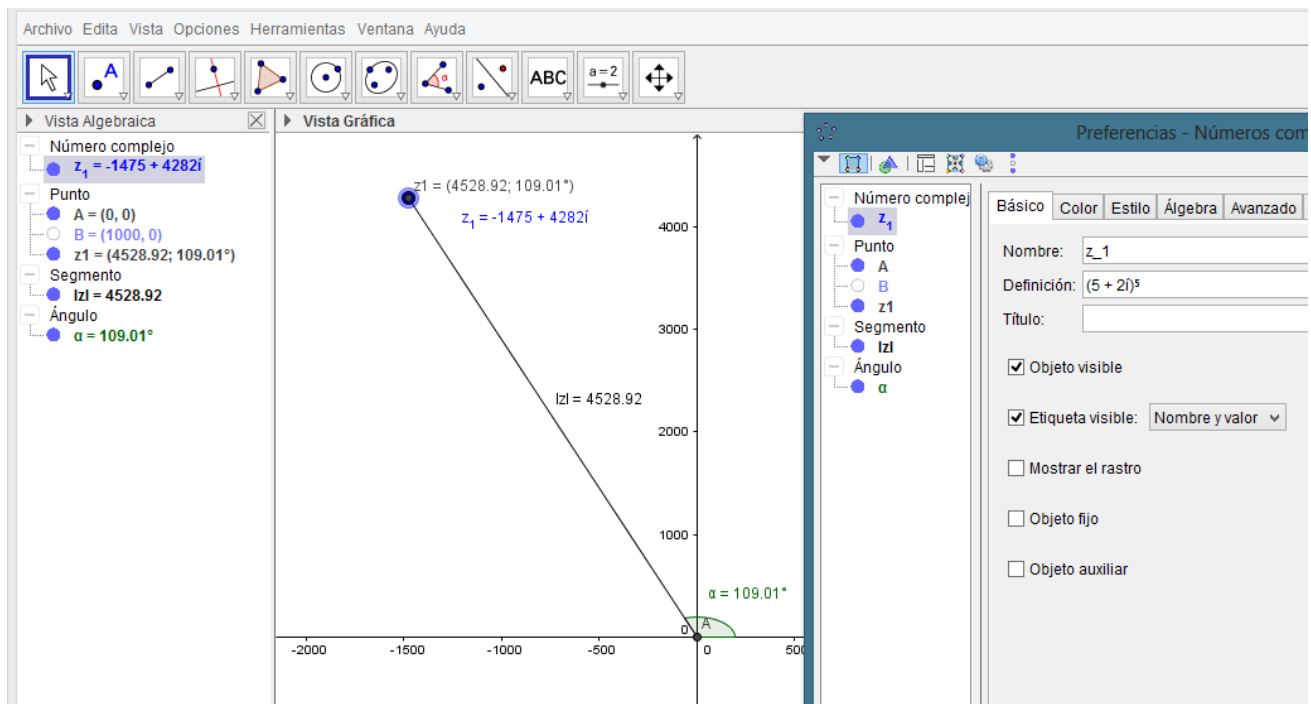 Archivo Edita Vista Opciones Herramientas Ventana Ayuda
A
α
ABC
a=2
Vista Algebraica
Número complejo
z₁ = -1475 + 4282í
Punto
A = (0, 0)
B = (1000, 0)
z1 = (4528.92; 109.01°)
Segmento
lzl = 4528.92
Ángulo
α = 109.01°
Vista Gráfica
z1 = (4528.92; 109.01°)
z₁ = -1475 + 4282í
4000
3000
lzl = 4528.92
2000
1000
α = 109.01°
0
A
-2000
-1500
-1000
-500
0
500
Preferencias - Números com
Número complej
z₁
Punto
A
B
z1
Segmento
lzl
Ángulo
α
Básico Color Estilo Álgebra Avanzado
Nombre: z_1
Definición: (5 + 2í)⁵
Título:
Objeto visible
Etiqueta visible: Nombre y valor
Mostrar el rastro
Objeto fijo
Objeto auxiliar